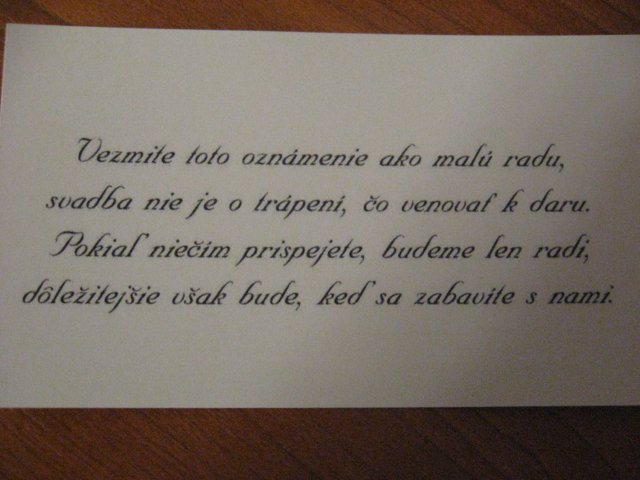 Vezmite toto oznámenie ako malú radu,
svadba nie je o trápení, čo venovať k daru.
Pokiaľ niečím prispejete, budeme len radi,
dôležitejšie však bude, keď sa zabavíte s nami.